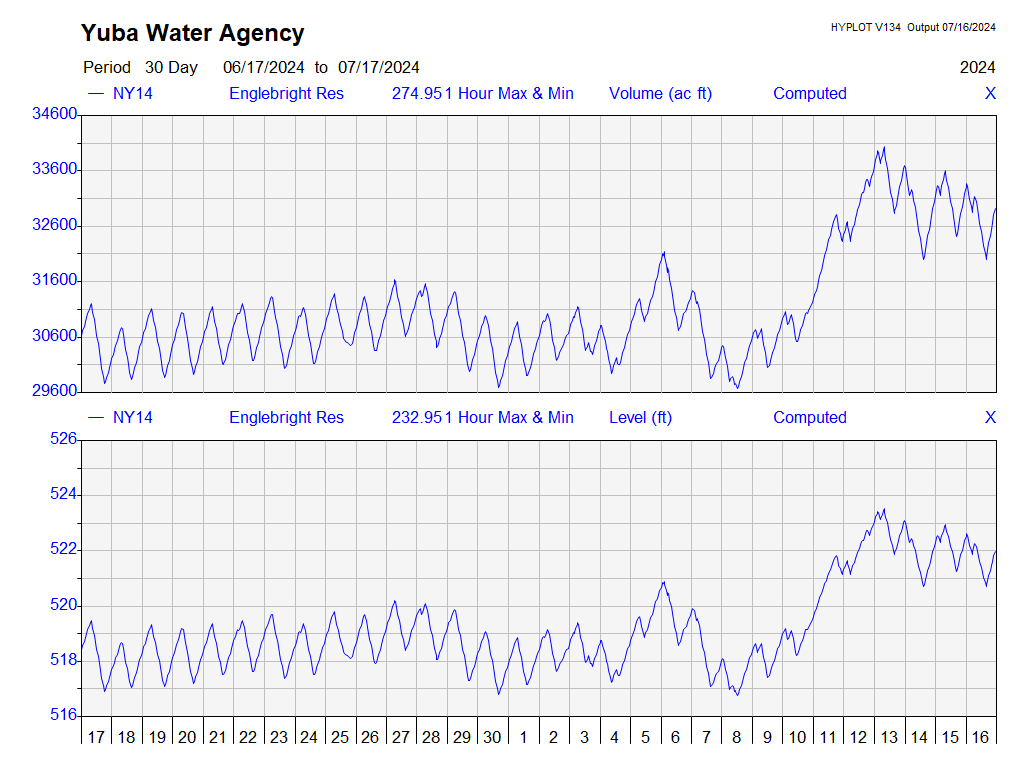 Yuba Water Agency
HYPLOT V134 Output 07/16/2024
Period 30 Day 06/17/2024 to 07/17/2024 2024
NY14 Englebright Res 274.951 Hour Max & Min Volume (ac ft) Computed X
34600
33600
32600
31600
30600
29600
NY14 Englebright Res 232.951 Hour Max & Min Level (ft) Computed X
526
524
522
520
518
516
17 18 19 20 21 22 23 24 25 26 27 28 29 30 1 2 3 4 5 6 7 8 9 10 11 12 13 14 15 16